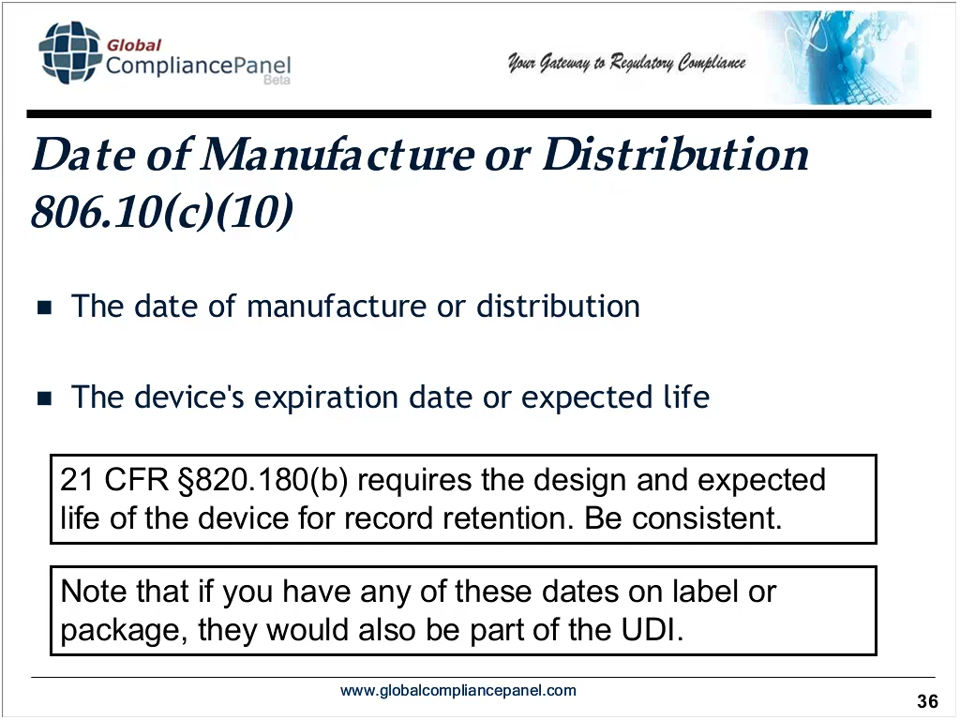 Global
CompliancePanel
Beta
Your Gateway to Regulatory Compliance
Date of Manufacture or Distribution
806.10(c)(10)
The date of manufacture or distribution
The device's expiration date or expected life
21 CFR §820.180(b) requires the design and expected
life of the device for record retention. Be consistent.
Note that if you have any of these dates on label or
package, they would also be part of the UDI.
www.globalcompliancepanel.com
36